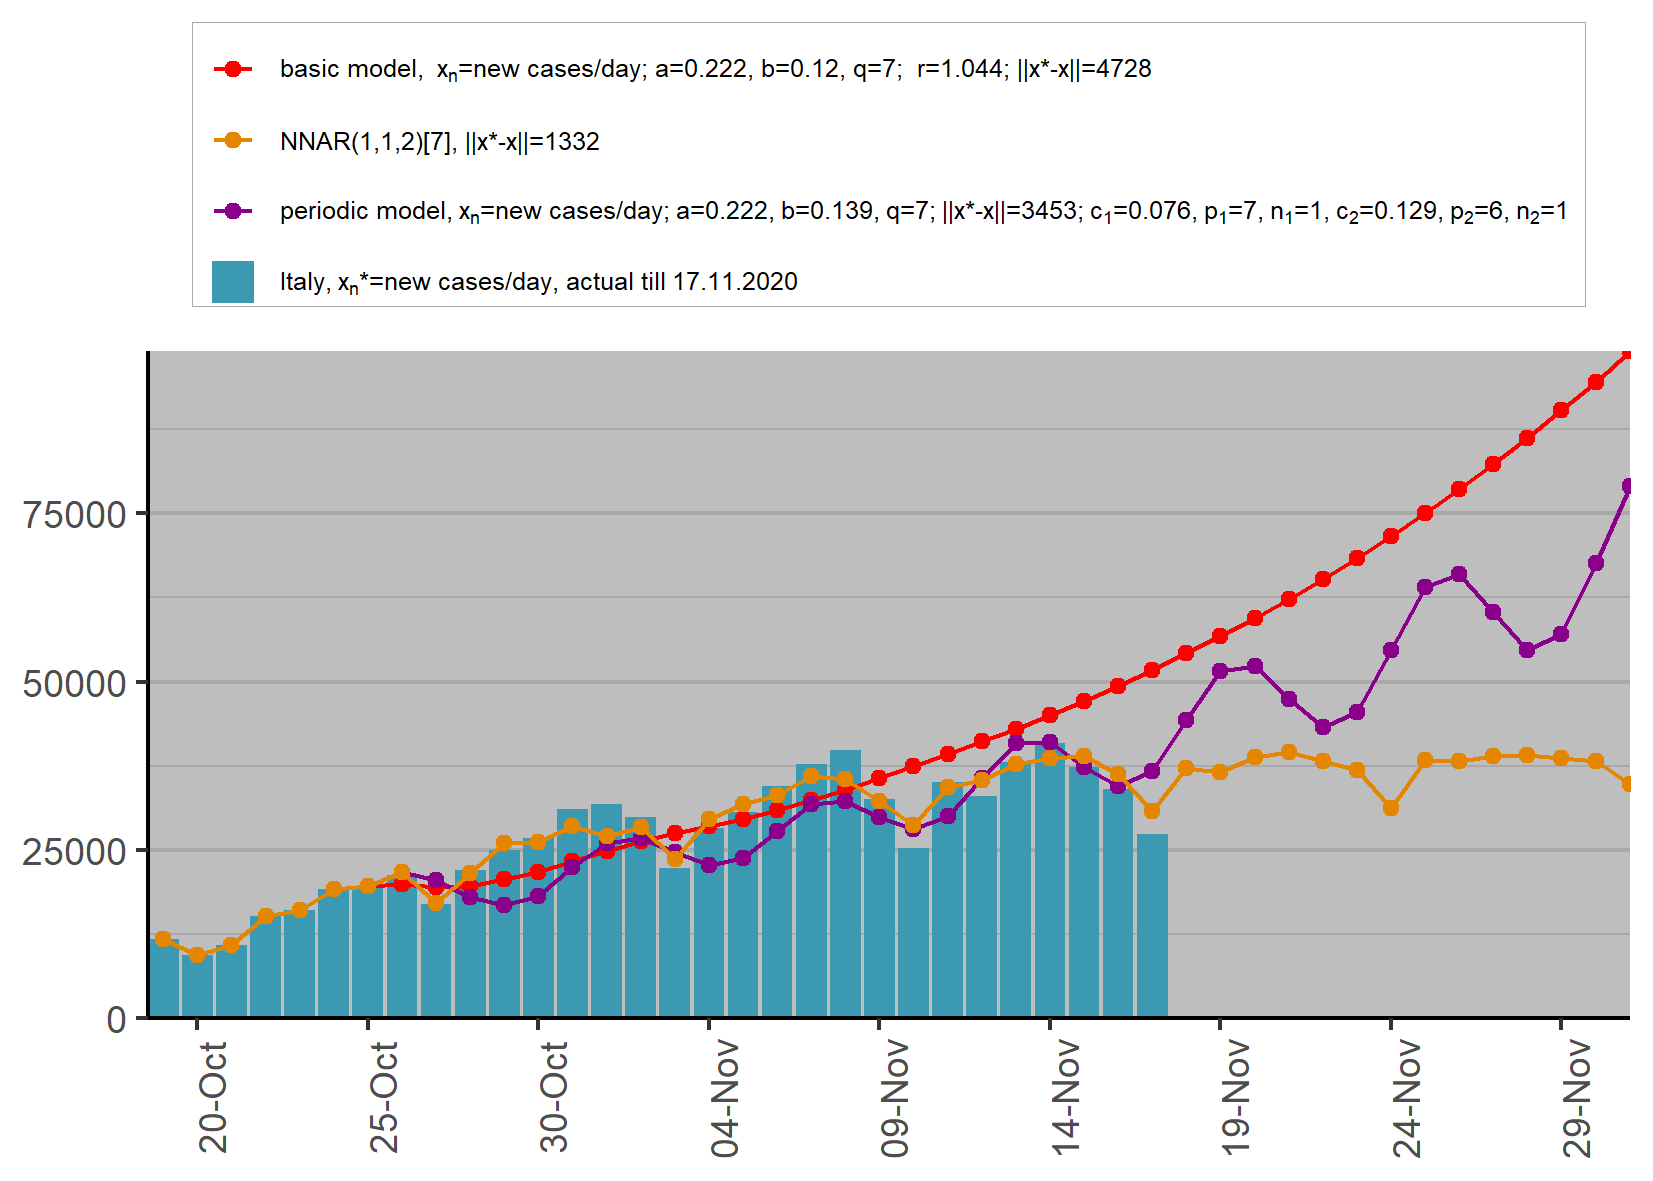 basic model, xₙ=new cases/day; a=0.222, b=0.12, q=7; r=1.044; ||x*-x||=4728
NNAR(1,1,2)[7], ||x*-x||=1332
periodic model, xₙ=new cases/day; a=0.222, b=0.139, q=7; ||x*-x||=3453; c₁=0.076, p₁=7, n₁=1, c₂=0.129, p₂=6, n₂=1
Italy, xₙ*=new cases/day, actual till 17.11.2020
75000
50000
25000
0
20-Oct
25-Oct
30-Oct
04-Nov
09-Nov
14-Nov
19-Nov
24-Nov
29-Nov